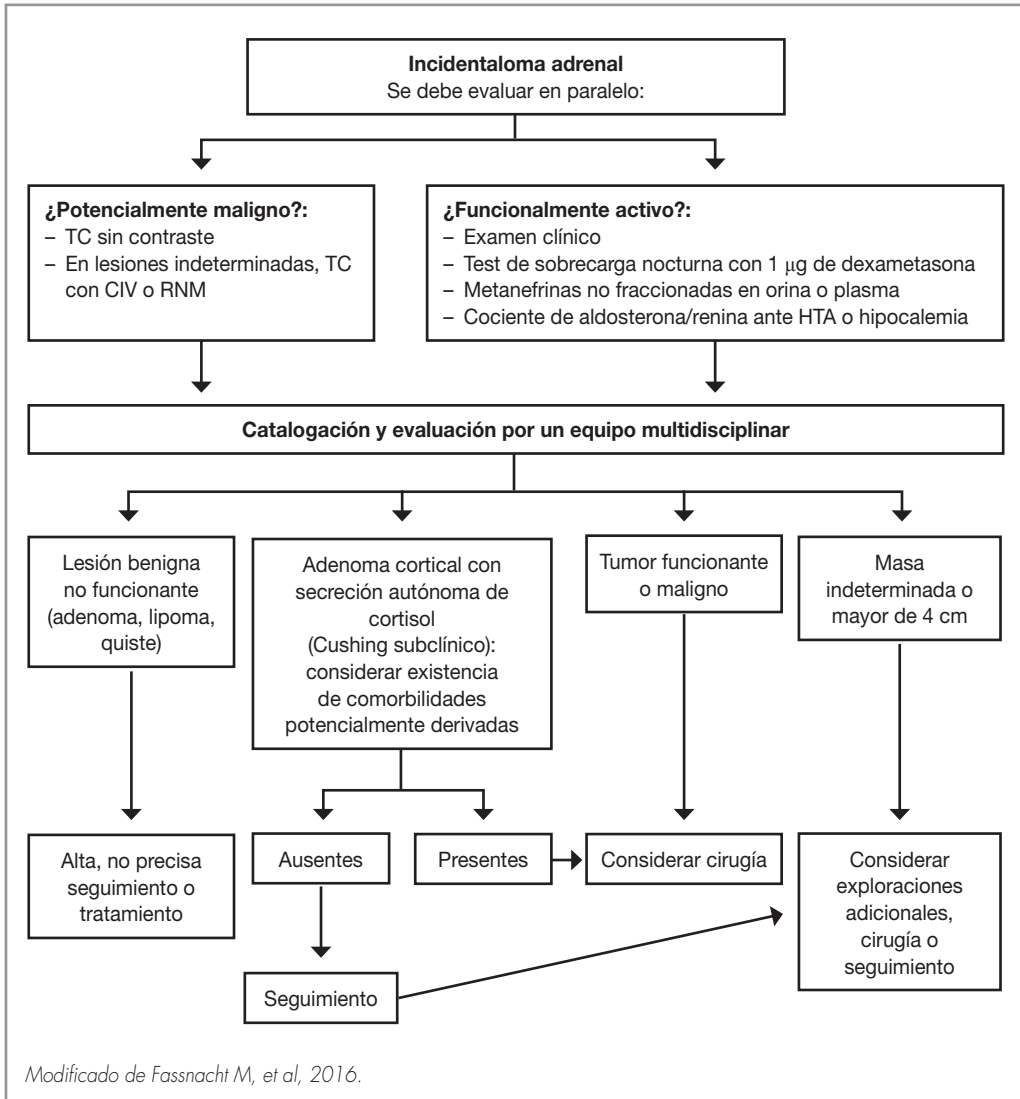 Incidentaloma adrenal
Se debe evaluar en paralelo:
¿Potencialmente maligno?:
– TC sin contraste
– En lesiones indeterminadas, TC
con CIV o RNM
¿Funcionalmente activo?:
– Examen clínico
– Test de sobrecarga nocturna con 1 μg de dexametasona
– Metanefrinas no fraccionadas en orina o plasma
– Cociente de aldosterona/renina ante HTA o hipocalemia
Catalogación y evaluación por un equipo multidisciplinar
Lesión benigna
no funcionante
(adenoma, lipoma,
quiste)
Adenoma cortical con
secreción autónoma de
cortisol
(Cushing subclínico):
considerar existencia
de comorbilidades
potencialmente derivadas
Tumor funcionante
o maligno
Masa
indeterminada o
mayor de 4 cm
Alta, no precisa
seguimiento o
tratamiento
Ausentes
Presentes
Considerar cirugía
Considerar
exploraciones
adicionales,
cirugía o
seguimiento
Seguimiento
Modificado de Fassnacht M, et al, 2016.